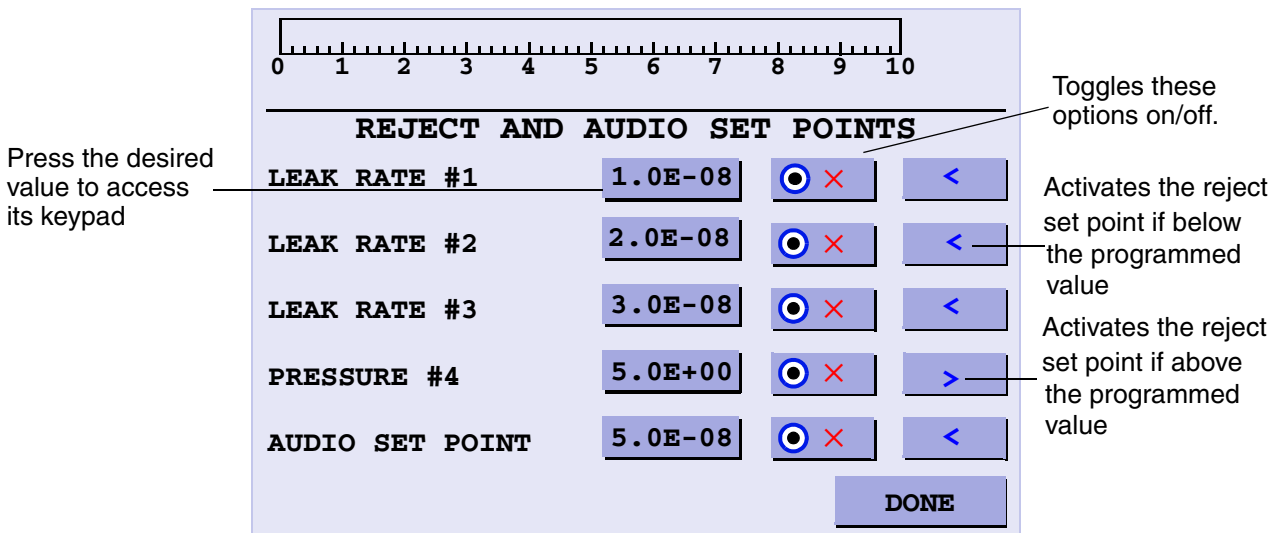 0 1 2 3 4 5 6 7 8 9 10
REJECT AND AUDIO SET POINTS
LEAK RATE #1 1.0E-08 <
LEAK RATE #2 2.0E-08 <
LEAK RATE #3 3.0E-08 <
PRESSURE #4 5.0E+00 >
AUDIO SET POINT 5.0E-08 <
DONE
Press the desired
value to access
its keypad
Toggles these
options on/off.
Activates the reject
set point if below
the programmed
value
Activates the reject
set point if above
the programmed
value